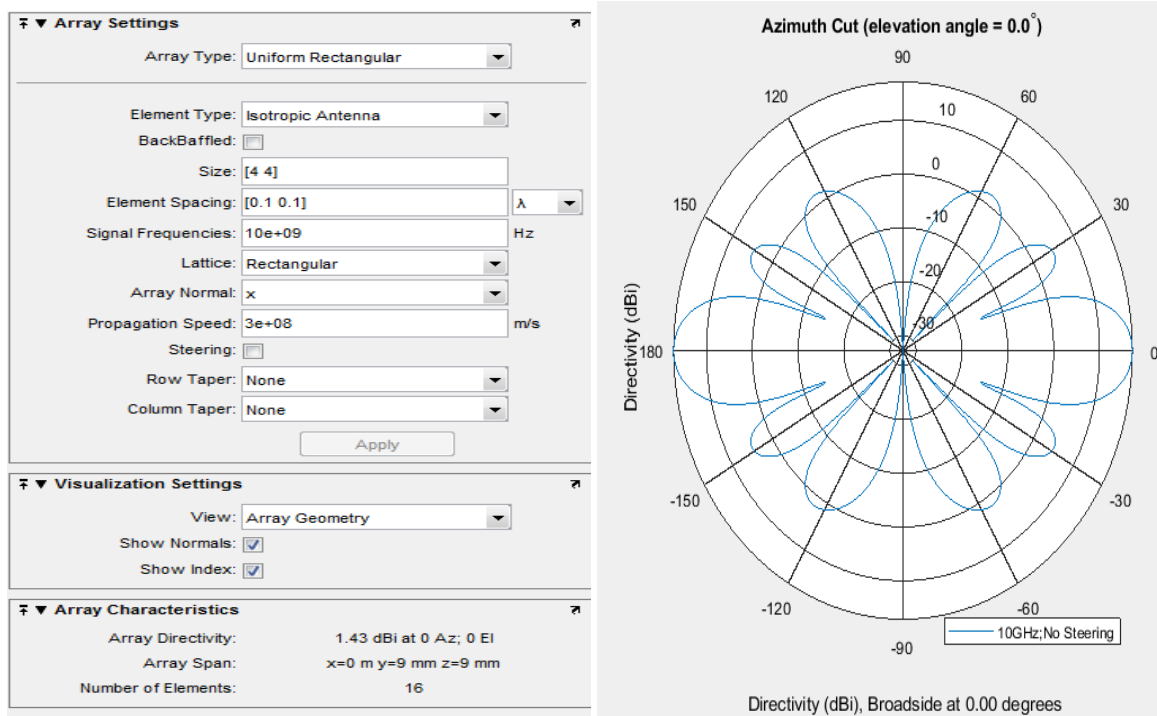 Array Settings
Array Type: Uniform Rectangular
Element Type: Isotropic Antenna
BackBaffled:
Size: [4 4]
Element Spacing: [0.1 0.1] λ
Signal Frequencies: 10e+09 Hz
Lattice: Rectangular
Array Normal: x
Propagation Speed: 3e+08 m/s
Steering:
Row Taper: None
Column Taper: None
Apply
Visualization Settings
View: Array Geometry
Show Normals:
Show Index:
Array Characteristics
Array Directivity: 1.43 dBi at 0 Az; 0 El
Array Span: x=0 m y=9 mm z=9 mm
Number of Elements: 16
Azimuth Cut (elevation angle = 0.0°)
90
120
60
10
0
150
30
-10
-20
-30
Directivity (dBi)
180
0
-150
-30
-120
-60
-90
10GHz;No Steering
Directivity (dBi), Broadside at 0.00 degrees